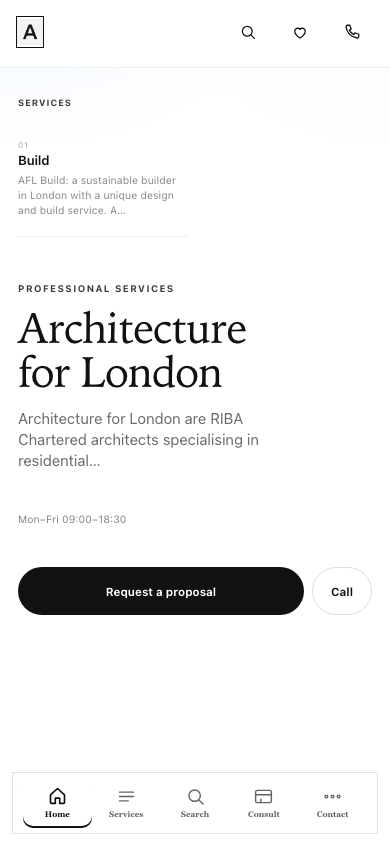 A
SERVICES
01
Build
AFL Build: a sustainable builder
in London with a unique design
and build service. A...
PROFESSIONAL SERVICES
Architecture
for London
Architecture for London are RIBA
Chartered architects specialising in
residential...
Mon–Fri 09:00–18:30
Request a proposal
Call
Home
Services
Search
Consult
Contact